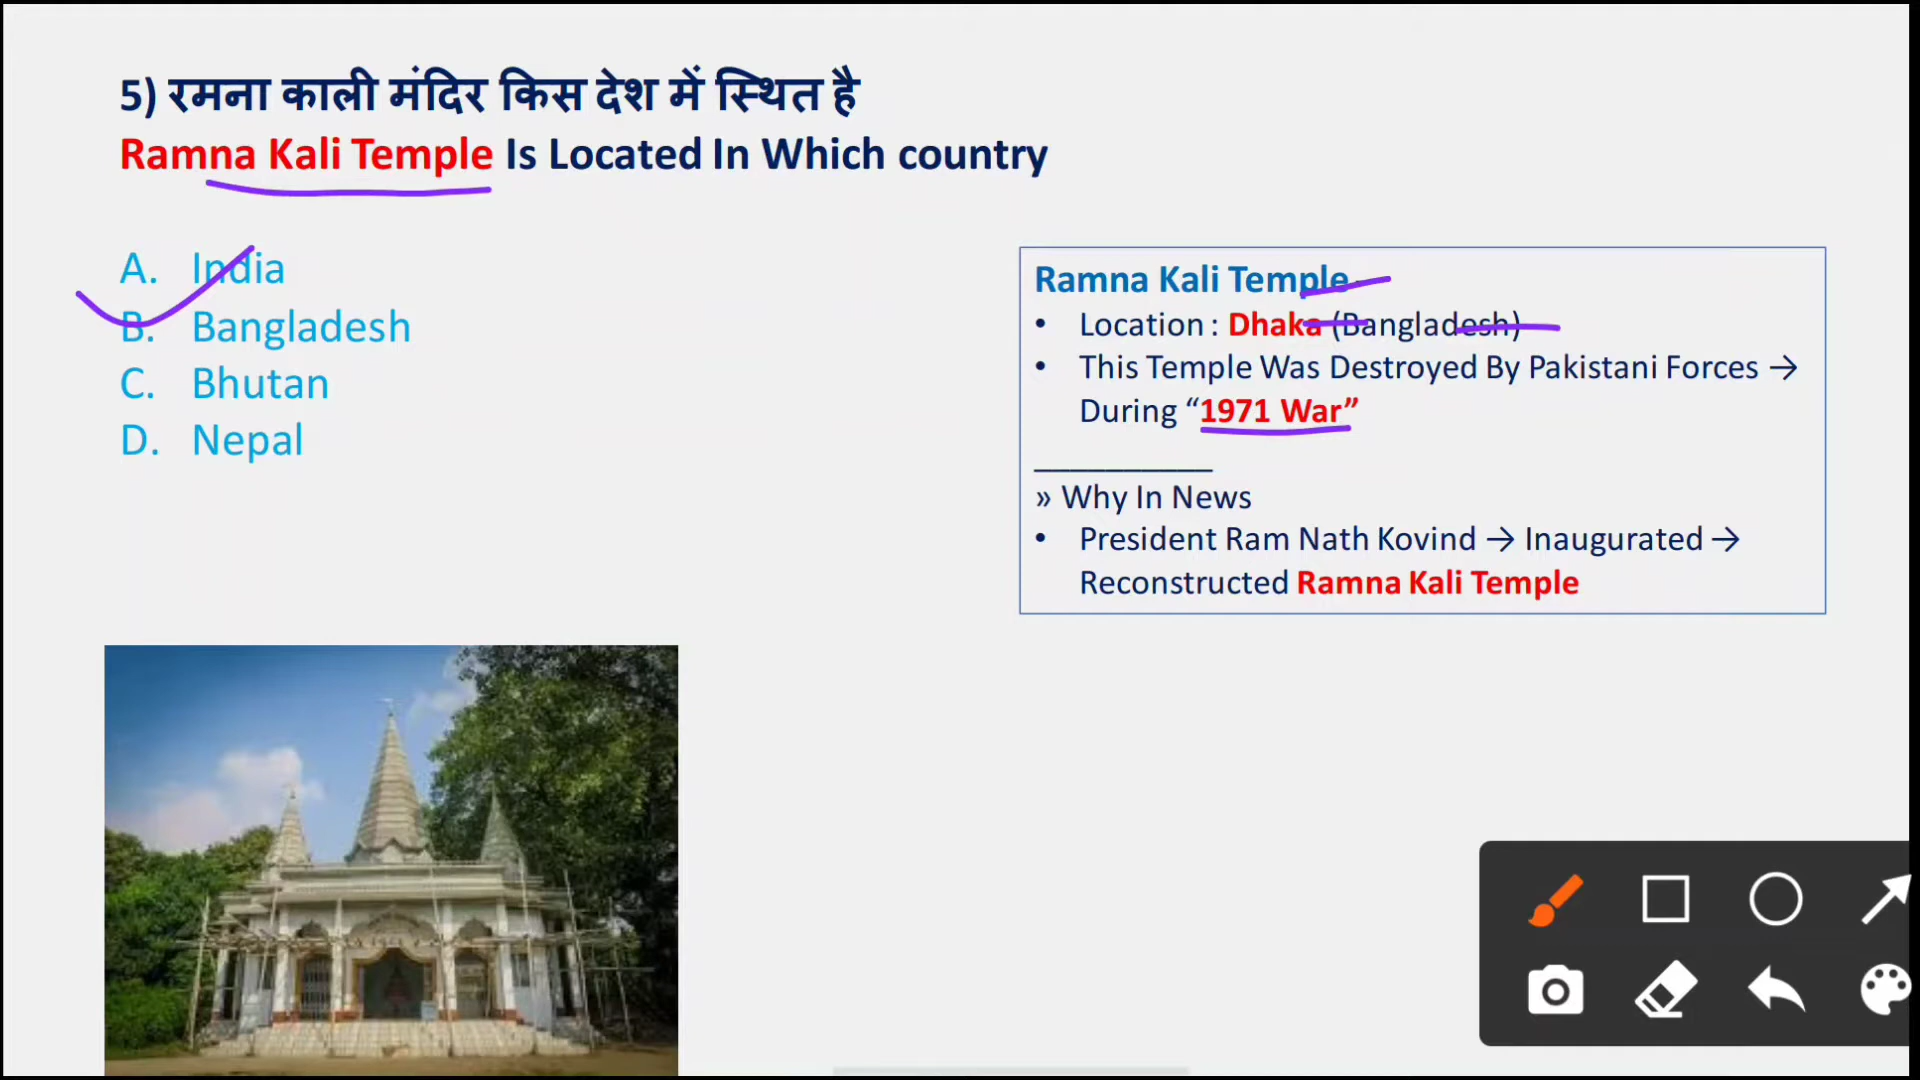 5) रमना काली मंदिर किस देश में स्थित है
Ramna Kali Temple Is Located In Which country
A. India
B. Bangladesh
C. Bhutan
D. Nepal
Ramna Kali Temple
• Location : Dhaka (Bangladesh)
• This Temple Was Destroyed By Pakistani Forces →
During “1971 War”
___________
» Why In News
• President Ram Nath Kovind → Inaugurated →
Reconstructed Ramna Kali Temple